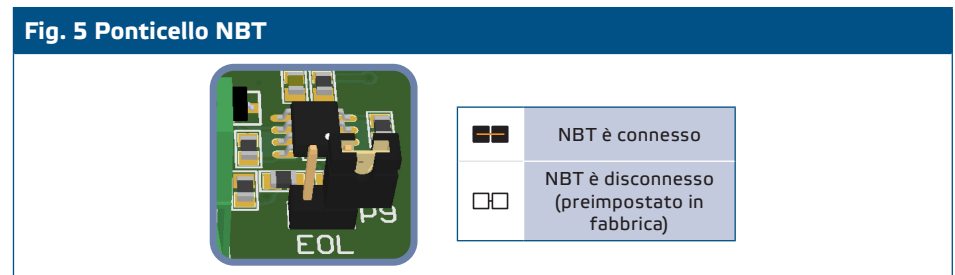 Fig. 5 Ponticello NBT
P9
EOL
NBT è connesso
NBT è disconnesso
(preimpostato in
fabbrica)